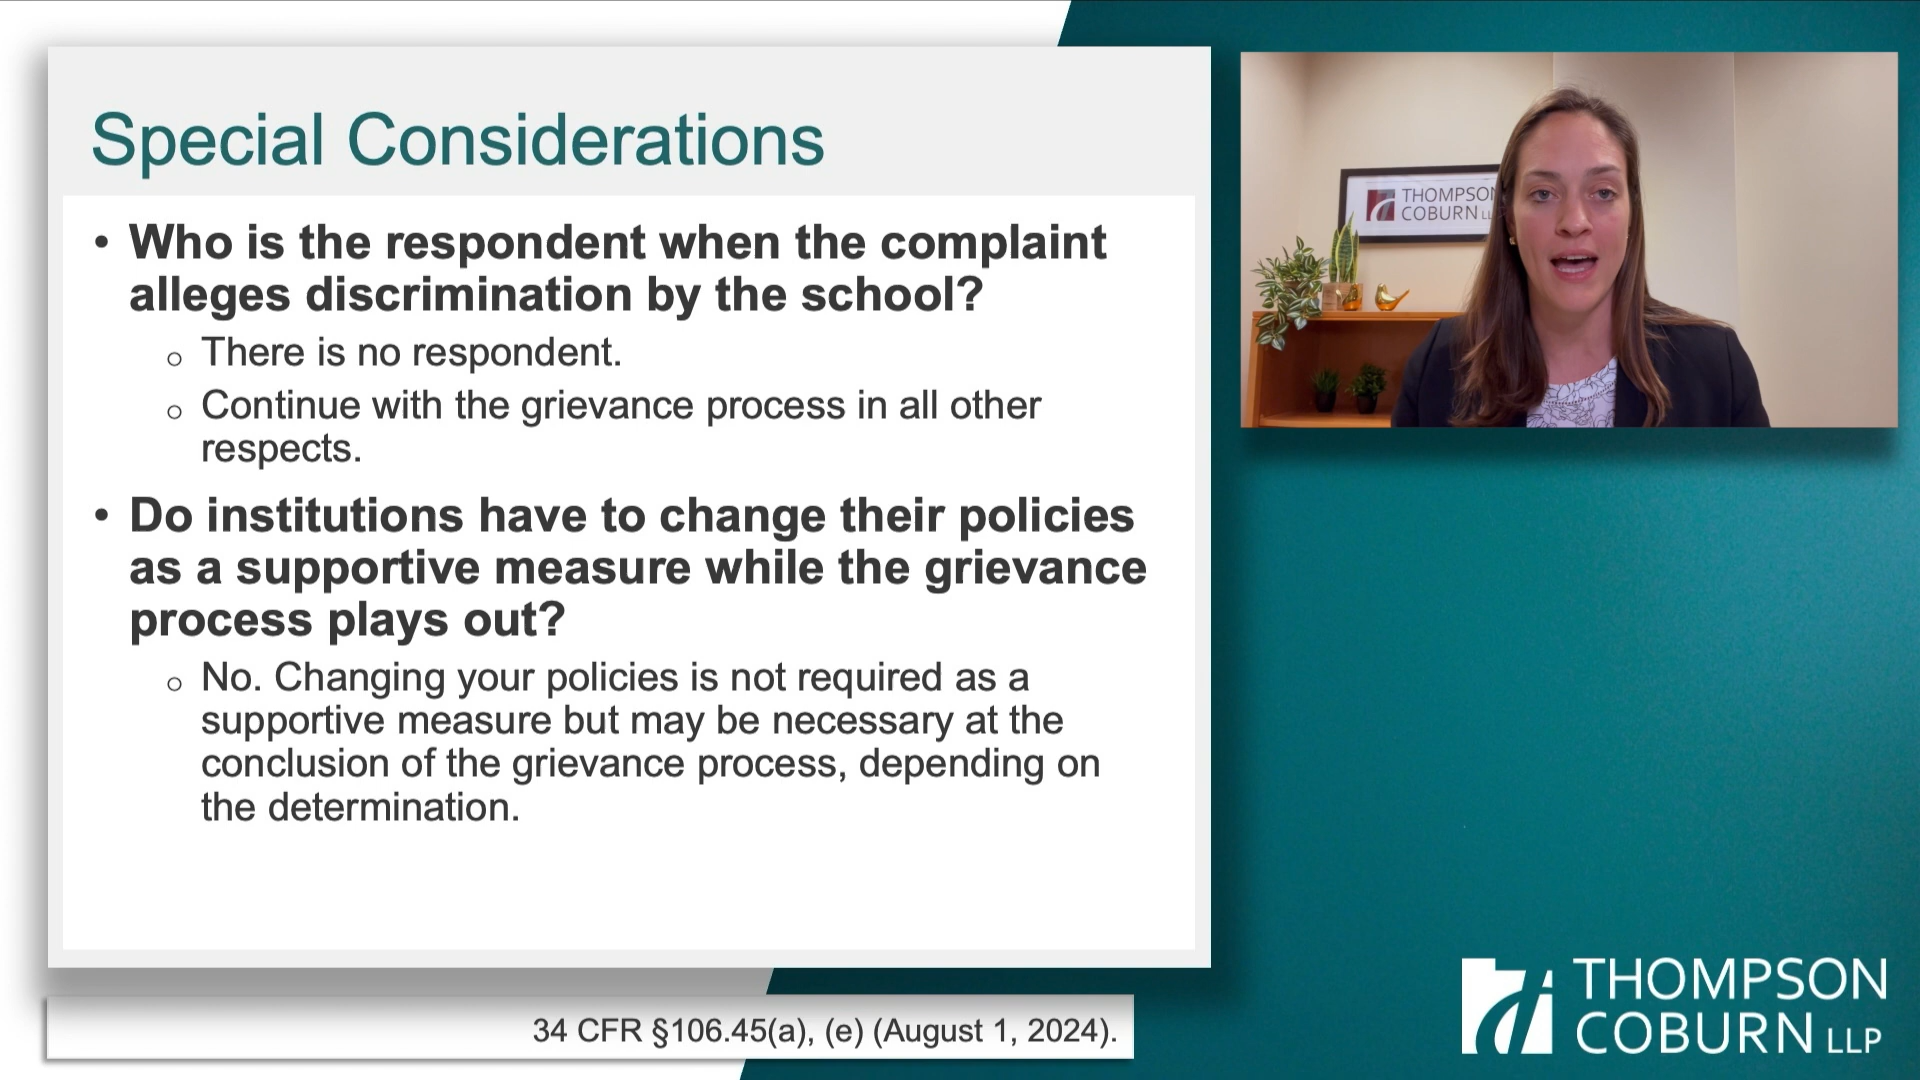 Special Considerations
• Who is the respondent when the complaint
alleges discrimination by the school?
o There is no respondent.
o Continue with the grievance process in all other
respects.
• Do institutions have to change their policies
as a supportive measure while the grievance
process plays out?
o No. Changing your policies is not required as a
supportive measure but may be necessary at the
conclusion of the grievance process, depending on
the determination.
34 CFR §106.45(a), (e) (August 1, 2024).
THOMPSON
COBURN LL
THOMPSON
COBURN LLP